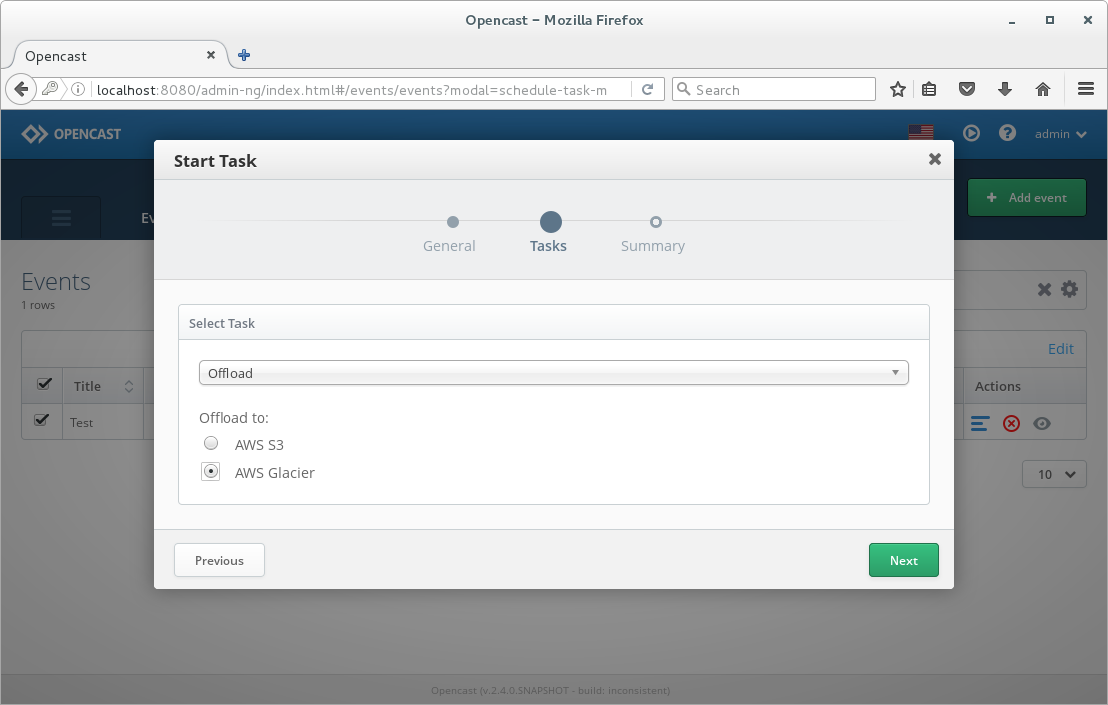 Opencast – Mozilla Firefox
Opencast
localhost:8080/admin-ng/index.html#/events/events?modal=schedule-task-m
Search
OPENCAST
admin
Start Task
Ev
Add event
General
Tasks
Summary
Events
1 rows
Select Task
Edit
Offload
Title
Actions
Offload to:
Test
AWS S3
AWS Glacier
10
Previous
Next
Opencast (v.2.4.0.SNAPSHOT - build: inconsistent)